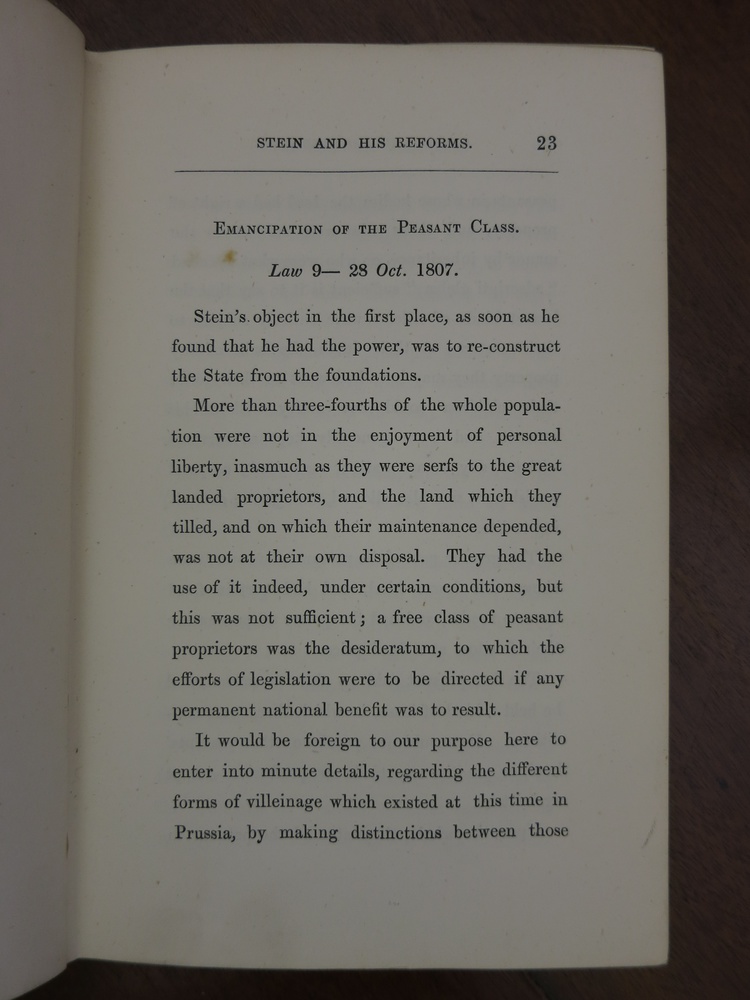 STEIN AND HIS REFORMS. 23
EMANCIPATION OF THE PEASANT CLASS.
Law 9— 28 Oct. 1807.
Stein's object in the first place, as soon as he
found that he had the power, was to re-construct
the State from the foundations.
More than three-fourths of the whole popula-
tion were not in the enjoyment of personal
liberty, inasmuch as they were serfs to the great
landed proprietors, and the land which they
tilled, and on which their maintenance depended,
was not at their own disposal. They had the
use of it indeed, under certain conditions, but
this was not sufficient; a free class of peasant
proprietors was the desideratum, to which the
efforts of legislation were to be directed if any
permanent national benefit was to result.
It would be foreign to our purpose here to
enter into minute details, regarding the different
forms of villeinage which existed at this time in
Prussia, by making distinctions between those